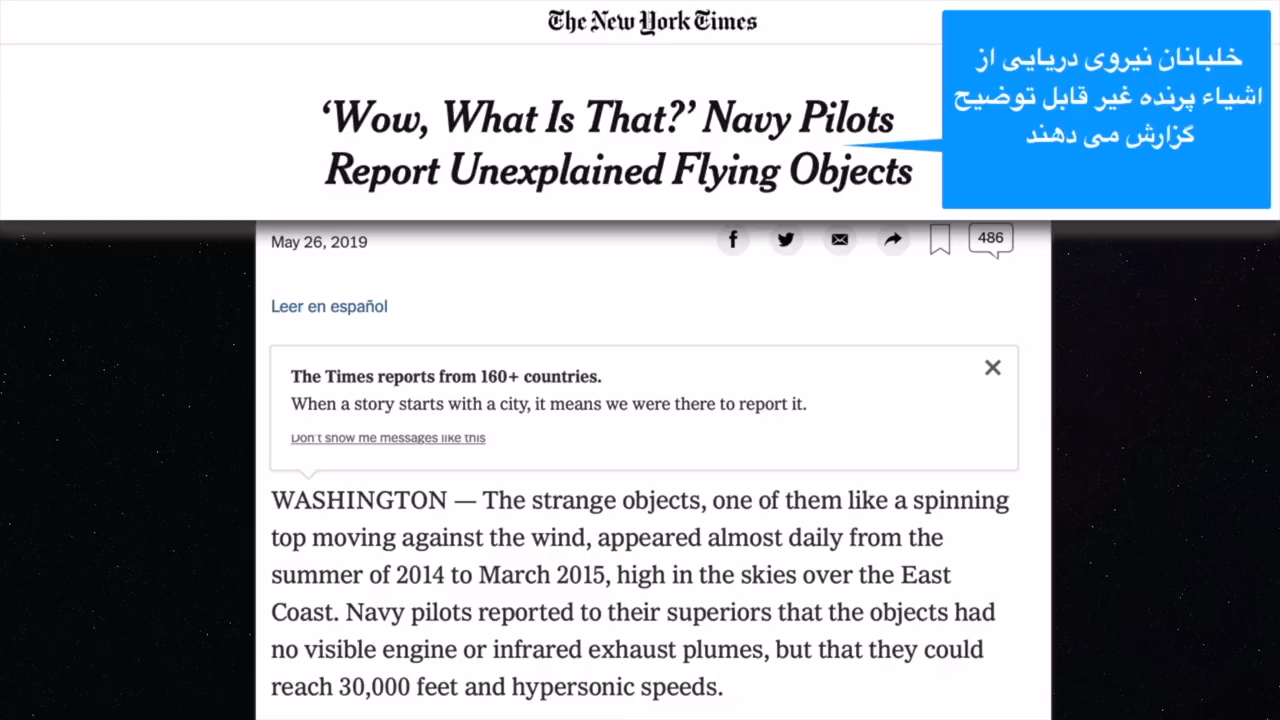 The New York Times
'Wow, What Is That?' Navy Pilots
Report Unexplained Flying Objects
خلبانان نیروی دریایی از
اشیاء پرنده غیر قابل توضیح
گزارش می دهند
May 26, 2019
486
Leer en español
The Times reports from 160+ countries.
When a story starts with a city, it means we were there to report it.
Don't show me messages like this
WASHINGTON — The strange objects, one of them like a spinning
top moving against the wind, appeared almost daily from the
summer of 2014 to March 2015, high in the skies over the East
Coast. Navy pilots reported to their superiors that the objects had
no visible engine or infrared exhaust plumes, but that they could
reach 30,000 feet and hypersonic speeds.